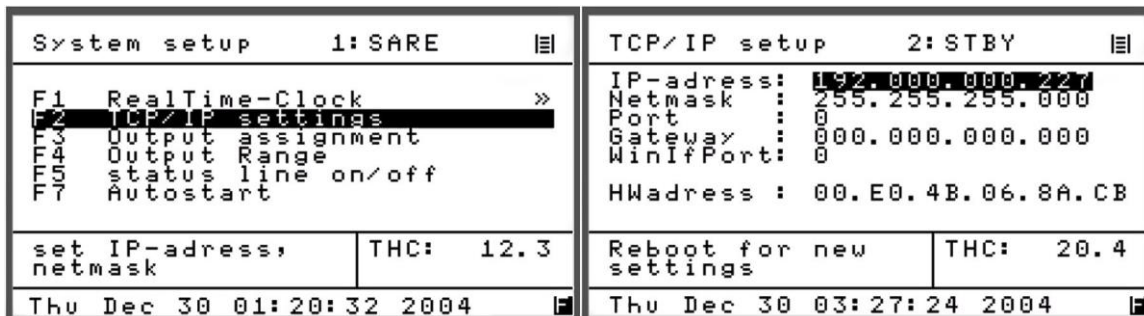 System setup 1:SARE
F1 RealTime-Clock »
F2 TCP/IP settings
F3 Output assignment
F4 Output Range
F5 status line on/off
F7 Autostart
set IP-adress,
netmask
THC: 12.3
Thu Dec 30 01:20:32 2004 F
TCP/IP setup 2:STBY
IP-adress: 192.000.000.227
Netmask : 255.255.255.000
Port : 0
Gateway : 000.000.000.000
WinIfPort: 0
HWadress : 00.E0.4B.06.8A.CB
Reboot for new
settings
THC: 20.4
Thu Dec 30 03:27:24 2004 F